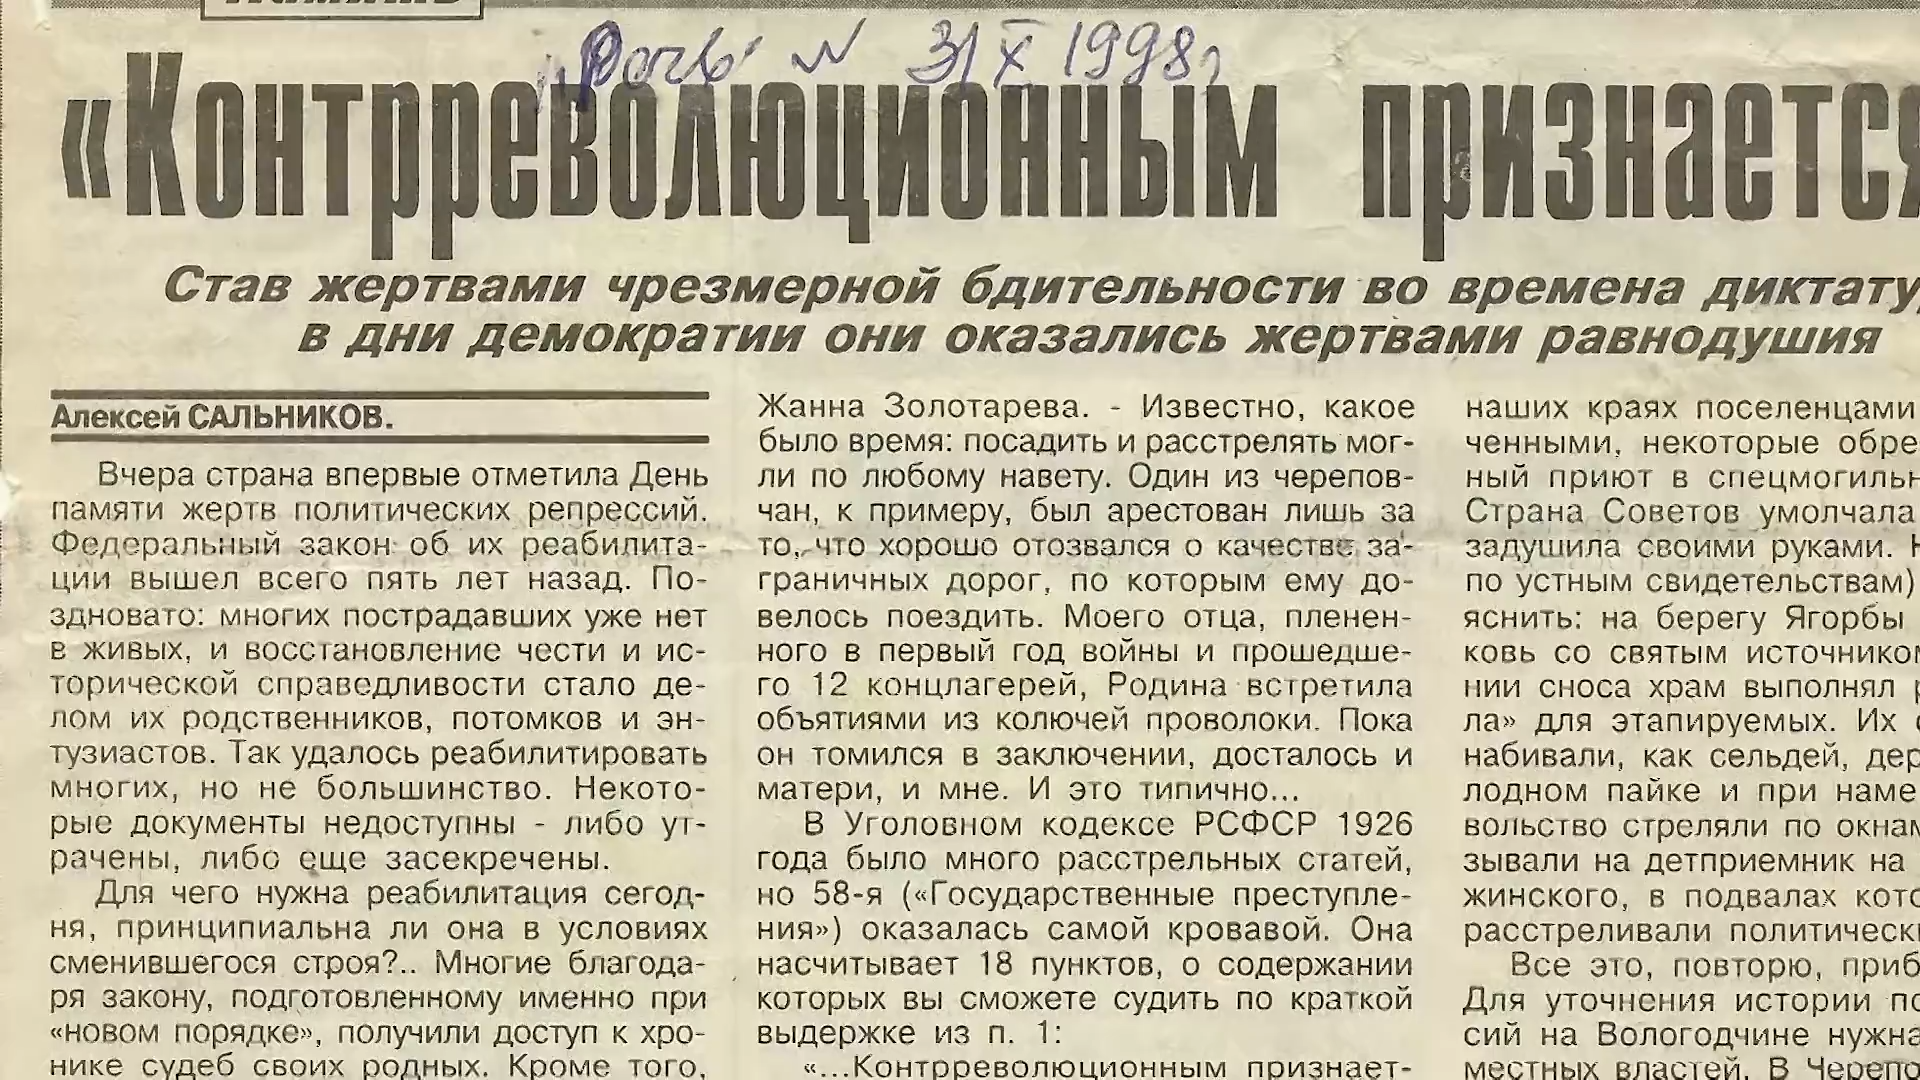 31 X 1998г
«Контрреволюционным признается
Став жертвами чрезмерной бдительности во времена диктату
в дни демократии они оказались жертвами равнодушия
Алексей САЛЬНИКОВ.
Вчера страна впервые отметила День
памяти жертв политических репрессий.
Федеральный закон об их реабилита-
ции вышел всего пять лет назад. По-
здновато: многих пострадавших уже нет
в живых, и восстановление чести и ис-
торической справедливости стало де-
лом их родственников, потомков и эн-
тузиастов. Так удалось реабилитировать
многих, но не большинство. Некото-
рые документы недоступны - либо ут-
рачены, либо еще засекречены.
Для чего нужна реабилитация сегод-
ня, принципиальна ли она в условиях
сменившегося строя?.. Многие благода-
ря закону, подготовленному именно при
«новом порядке», получили доступ к хро-
нике судеб своих родных. Кроме того,
Жанна Золотарева. - Известно, какое
было время: посадить и расстрелять мог-
ли по любому навету. Один из черепов-
чан, к примеру, был арестован лишь за
то, что хорошо отозвался о качестве за-
граничных дорог, по которым ему до-
велось поездить. Моего отца, пленен-
ного в первый год войны и прошедше-
го 12 концлагерей, Родина встретила
объятиями из колючей проволоки. Пока
он томился в заключении, досталось и
матери, и мне. И это типично...
В Уголовном кодексе РСФСР 1926
года было много расстрельных статей,
но 58-я («Государственные преступле-
ния») оказалась самой кровавой. Она
насчитывает 18 пунктов, о содержании
которых вы сможете судить по краткой
выдержке из п. 1:
«...Контрреволюционным признает-
наших краях поселенцами
ченными, некоторые обре
ный приют в спецмогильн
Страна Советов умолчала
задушила своими руками.
по устным свидетельствам)
яснить: на берегу Ягорбы
ковь со святым источником
нии сноса храм выполнял
ла» для этапируемых. Их
набивали, как сельдей, дер
лодном пайке и при наме
вольство стреляли по окнам
зывали на детприемник на
жинского, в подвалах кото
расстреливали политически
Все это, повторю, приб
Для уточнения истории по
сий на Вологодчине нужна
местных властей. В Черепо